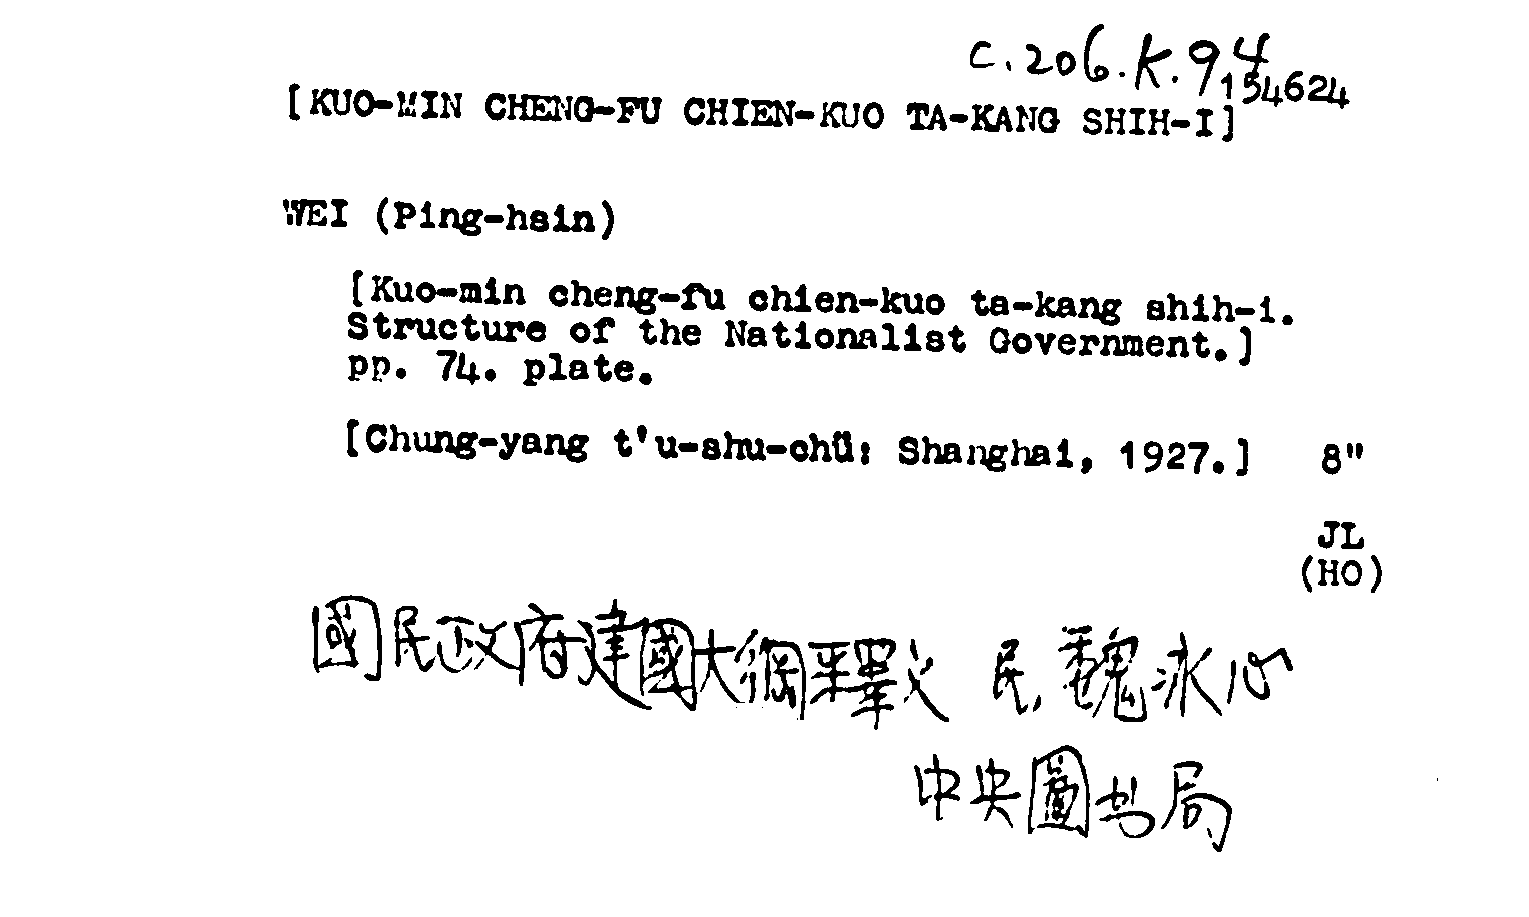 C.206.K.94
154624
[KUO-MIN CHENG-FU CHIEN-KUO TA-KANG SHIH-I]
WEI (Ping-hsin)
[Kuo-min cheng-fu chien-kuo ta-kang shih-i.
Structure of the Nationalist Government.]
pp. 74. plate.
[Chung-yang t'u-shu-chü: Shanghai, 1927.] 8"
JL
(HO)
國民政府建國大綱釋义 民.魏冰心
中央圖书局